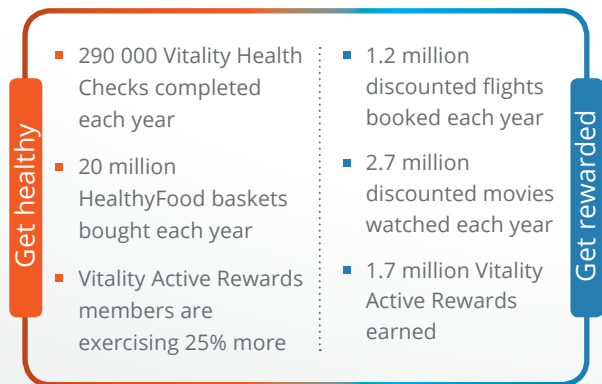 Get healthy
290 000 Vitality Health
Checks completed
each year
20 million
HealthyFood baskets
bought each year
Vitality Active Rewards
members are
exercising 25% more
1.2 million
discounted flights
booked each year
2.7 million
discounted movies
watched each year
1.7 million Vitality
Active Rewards
earned
Get rewarded